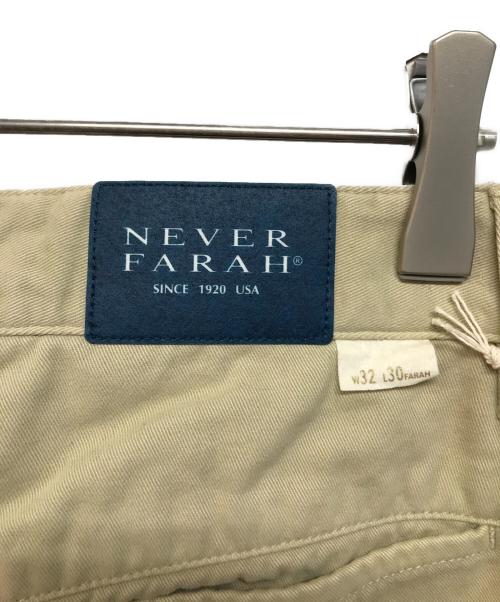 NEVER
FARAH®
SINCE 1920 USA
W32 L30 FARAH